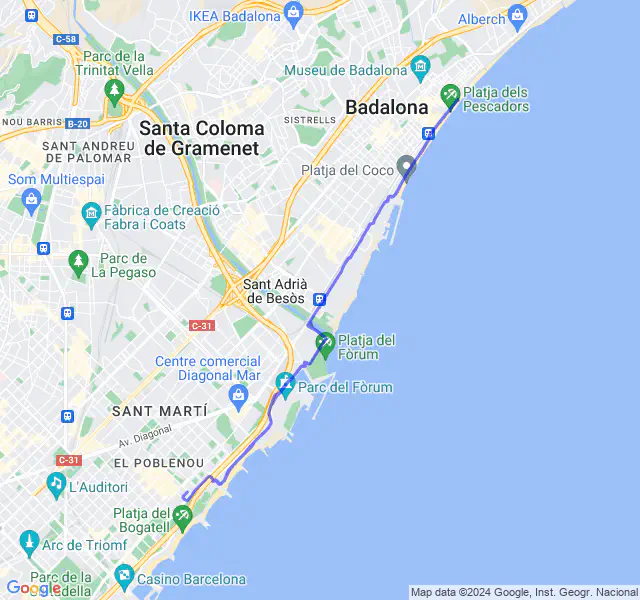 IKEA Badalona
Alberch
C-58
Parc de la
Trinitat Vella
Museu de Badalona
Badalona
Platja dels
Pescadors
NOU BARRIS
B-20
SISTRELLS
Santa Coloma
de Gramenet
SANT ANDREU
DE PALOMAR
Platja del Coco
Som Multiespai
Fàbrica de Creació
Fabra i Coats
Parc de
La Pegaso
Sant Adrià
de Besòs
C-31
Platja del
Fòrum
Centre comercial
Diagonal Mar
Parc del Fòrum
SANT MARTÍ
Av. Diagonal
C-31
EL POBLENOU
L'Auditori
Platja del
Bogatell
Arc de Triomf
Parc de la
Casino Barcelona
Google
Map data ©2024 Google, Inst. Geogr. Nacional